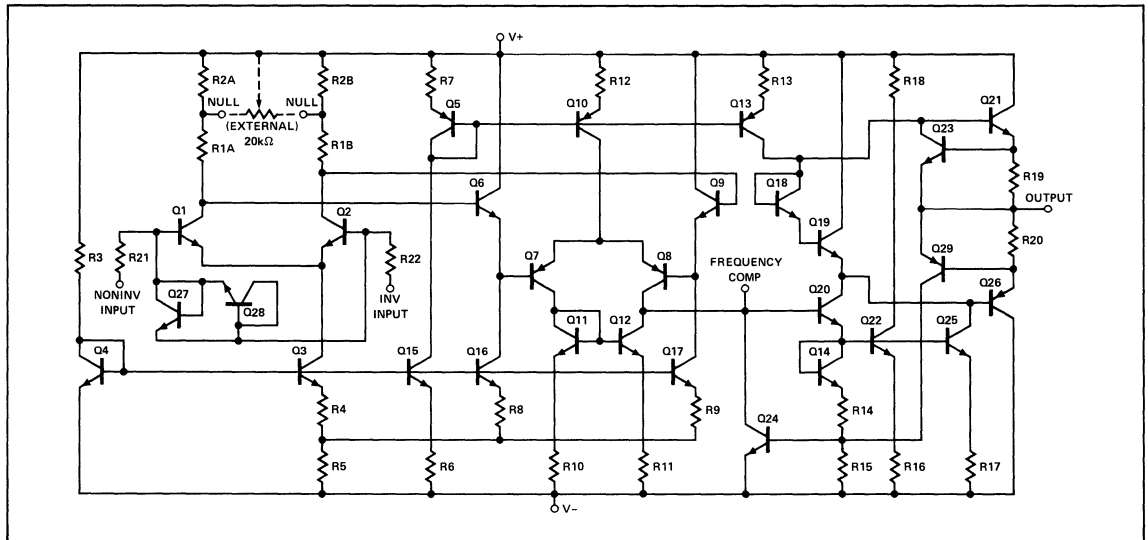 V+
R2A
R2B
R7
R12
R13
R18
NULL
NULL
(EXTERNAL)
20kΩ
Q5
Q10
Q13
Q21
Q23
R1A
R1B
R19
Q6
Q9
Q18
OUTPUT
Q1
Q2
Q19
R3
R21
R22
Q7
Q8
FREQUENCY
COMP
Q29
R20
Q26
NONINV
INPUT
Q27
Q28
INV
INPUT
Q11
Q12
Q20
Q22
Q25
Q4
Q3
Q15
Q16
Q17
Q14
R4
R8
R9
Q24
R14
R5
R6
R10
R11
R15
R16
R17
V−